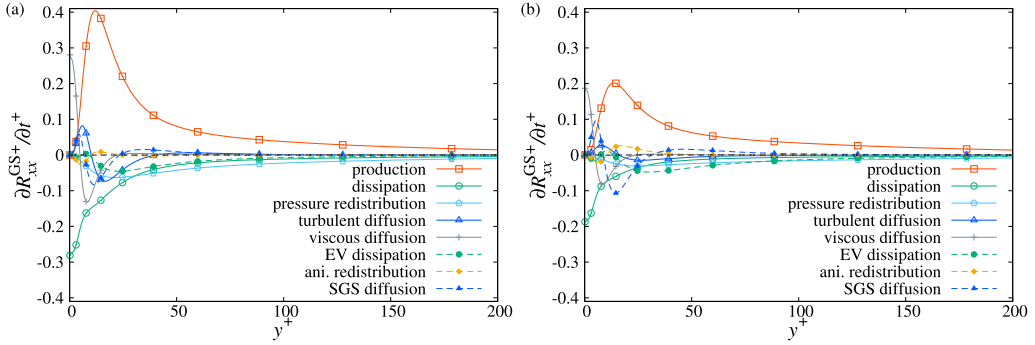 (a)
∂R_xx^GS+/∂t^+
0.4
0.3
0.2
0.1
0
-0.1
-0.2
-0.3
-0.4
production
dissipation
pressure redistribution
turbulent diffusion
viscous diffusion
EV dissipation
ani. redistribution
SGS diffusion
0 50 100 150 200
y^+
(b)
∂R_xx^GS+/∂t^+
0.4
0.3
0.2
0.1
0
-0.1
-0.2
-0.3
-0.4
production
dissipation
pressure redistribution
turbulent diffusion
viscous diffusion
EV dissipation
ani. redistribution
SGS diffusion
0 50 100 150 200
y^+